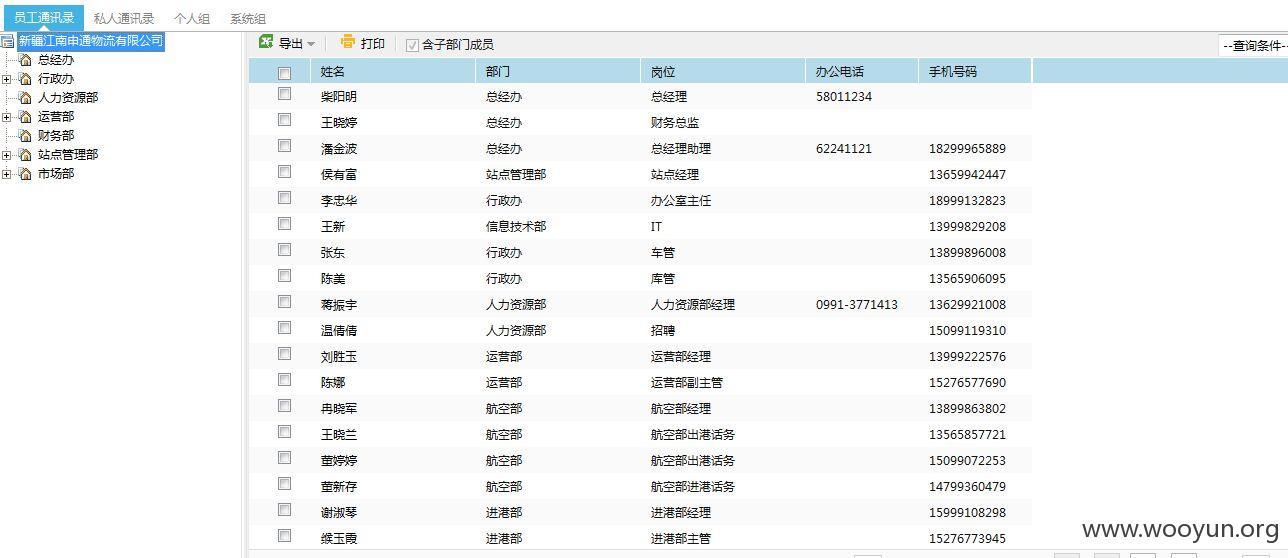 员工通讯录 私人通讯录 个人组 系统组
新疆江南申通物流有限公司
总经办
行政办
人力资源部
运营部
财务部
站点管理部
市场部
导出 打印 含子部门成员 --查询条件--
姓名 部门 岗位 办公电话 手机号码
柴阳明 总经办 总经理 58011234
王晓婷 总经办 财务总监
潘金波 总经办 总经理助理 62241121 18299965889
侯有富 站点管理部 站点经理 13659942447
李忠华 行政办 办公室主任 18999132823
王新 信息技术部 IT 13999829208
张东 行政办 车管 13899896008
陈美 行政办 库管 13565906095
蒋振宇 人力资源部 人力资源部经理 0991-3771413 13629921008
温倩倩 人力资源部 招聘 15099119310
刘胜玉 运营部 运营部经理 13999222576
陈娜 运营部 运营部副主管 15276577690
冉晓军 航空部 航空部经理 13899863802
王晓兰 航空部 航空部出港话务 13565857721
董婷婷 航空部 航空部出港话务 15099072253
董新存 航空部 航空部进港话务 14799360479
谢淑琴 进港部 进港部经理 15999108298
缑玉霞 进港部 进港部主管 15276773945
www.wooyun.org